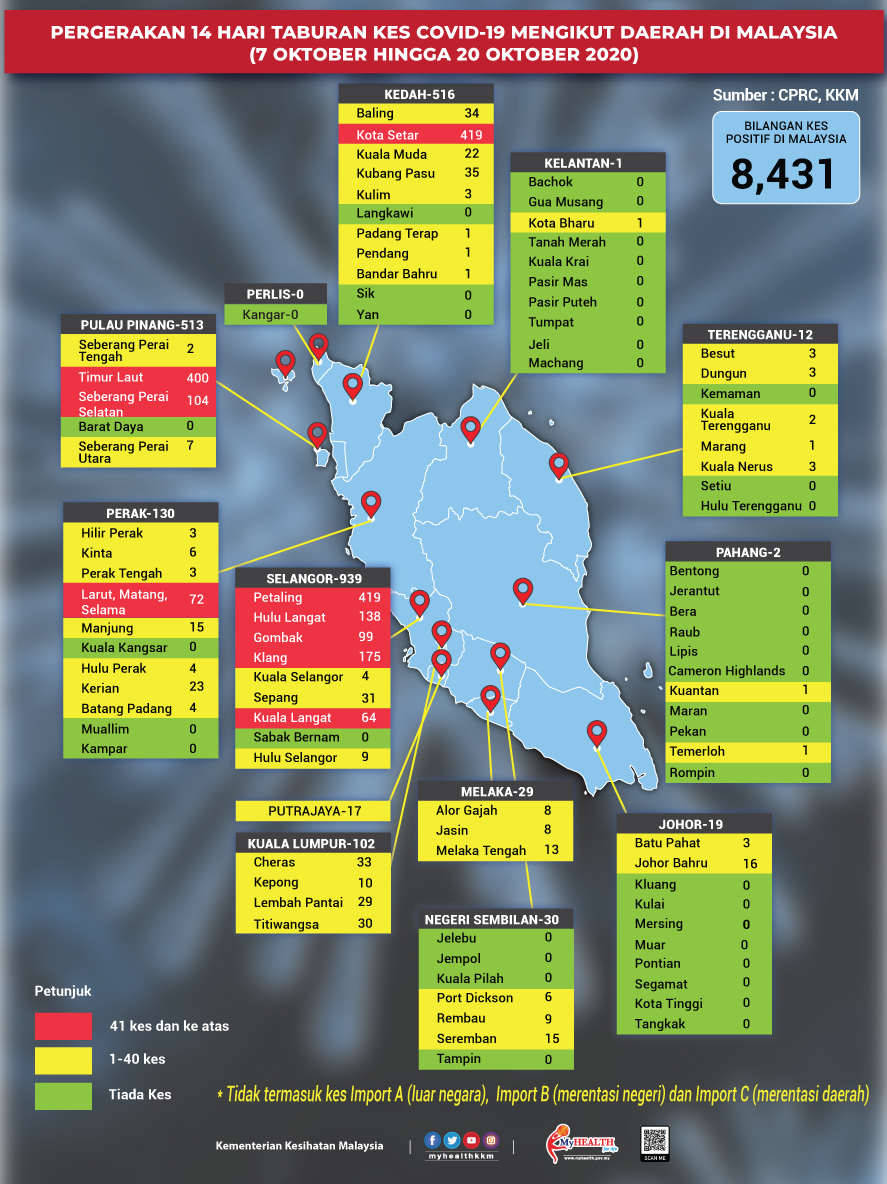 PERGERAKAN 14 HARI TABURAN KES COVID-19 MENGIKUT DAERAH DI MALAYSIA
(7 OKTOBER HINGGA 20 OKTOBER 2020)
Sumber : CPRC, KKM
BILANGAN KES
POSITIF DI MALAYSIA
8,431
KEDAH-516
Baling 34
Kota Setar 419
Kuala Muda 22
Kubang Pasu 35
Kulim 3
Langkawi 0
Padang Terap 1
Pendang 1
Bandar Bahru 1
Sik 0
Yan 0
KELANTAN-1
Bachok 0
Gua Musang 0
Kota Bharu 1
Tanah Merah 0
Kuala Krai 0
Pasir Mas 0
Pasir Puteh 0
Tumpat 0
Jeli 0
Machang 0
PERLIS-0
Kangar-0
PULAU PINANG-513
Seberang Perai
Tengah 2
Timur Laut 400
Seberang Perai
Selatan 104
Barat Daya 0
Seberang Perai
Utara 7
TERENGGANU-12
Besut 3
Dungun 3
Kemaman 0
Kuala
Terengganu 2
Marang 1
Kuala Nerus 3
Setiu 0
Hulu Terengganu 0
PERAK-130
Hilir Perak 3
Kinta 6
Perak Tengah 3
Larut, Matang,
Selama 72
Manjung 15
Kuala Kangsar 0
Hulu Perak 4
Kerian 23
Batang Padang 4
Muallim 0
Kampar 0
SELANGOR-939
Petaling 419
Hulu Langat 138
Gombak 99
Klang 175
Kuala Selangor 4
Sepang 31
Kuala Langat 64
Sabak Bernam 0
Hulu Selangor 9
PAHANG-2
Bentong 0
Jerantut 0
Bera 0
Raub 0
Lipis 0
Cameron Highlands 0
Kuantan 1
Maran 0
Pekan 0
Temerloh 1
Rompin 0
PUTRAJAYA-17
KUALA LUMPUR-102
Cheras 33
Kepong 10
Lembah Pantai 29
Titiwangsa 30
MELAKA-29
Alor Gajah 8
Jasin 8
Melaka Tengah 13
NEGERI SEMBILAN-30
Jelebu 0
Jempol 0
Kuala Pilah 0
Port Dickson 6
Rembau 9
Seremban 15
Tampin 0
JOHOR-19
Batu Pahat 3
Johor Bahru 16
Kluang 0
Kulai 0
Mersing 0
Muar 0
Pontian 0
Segamat 0
Kota Tinggi 0
Tangkak 0
Petunjuk
41 kes dan ke atas
1-40 kes
Tiada Kes
* Tidak termasuk kes Import A (luar negara), Import B (merentasi negeri) dan Import C (merentasi daerah)
Kementerian Kesihatan Malaysia
myhealthkkm
MyHEALTH
for life
www.myhealth.gov.my
SCAN ME